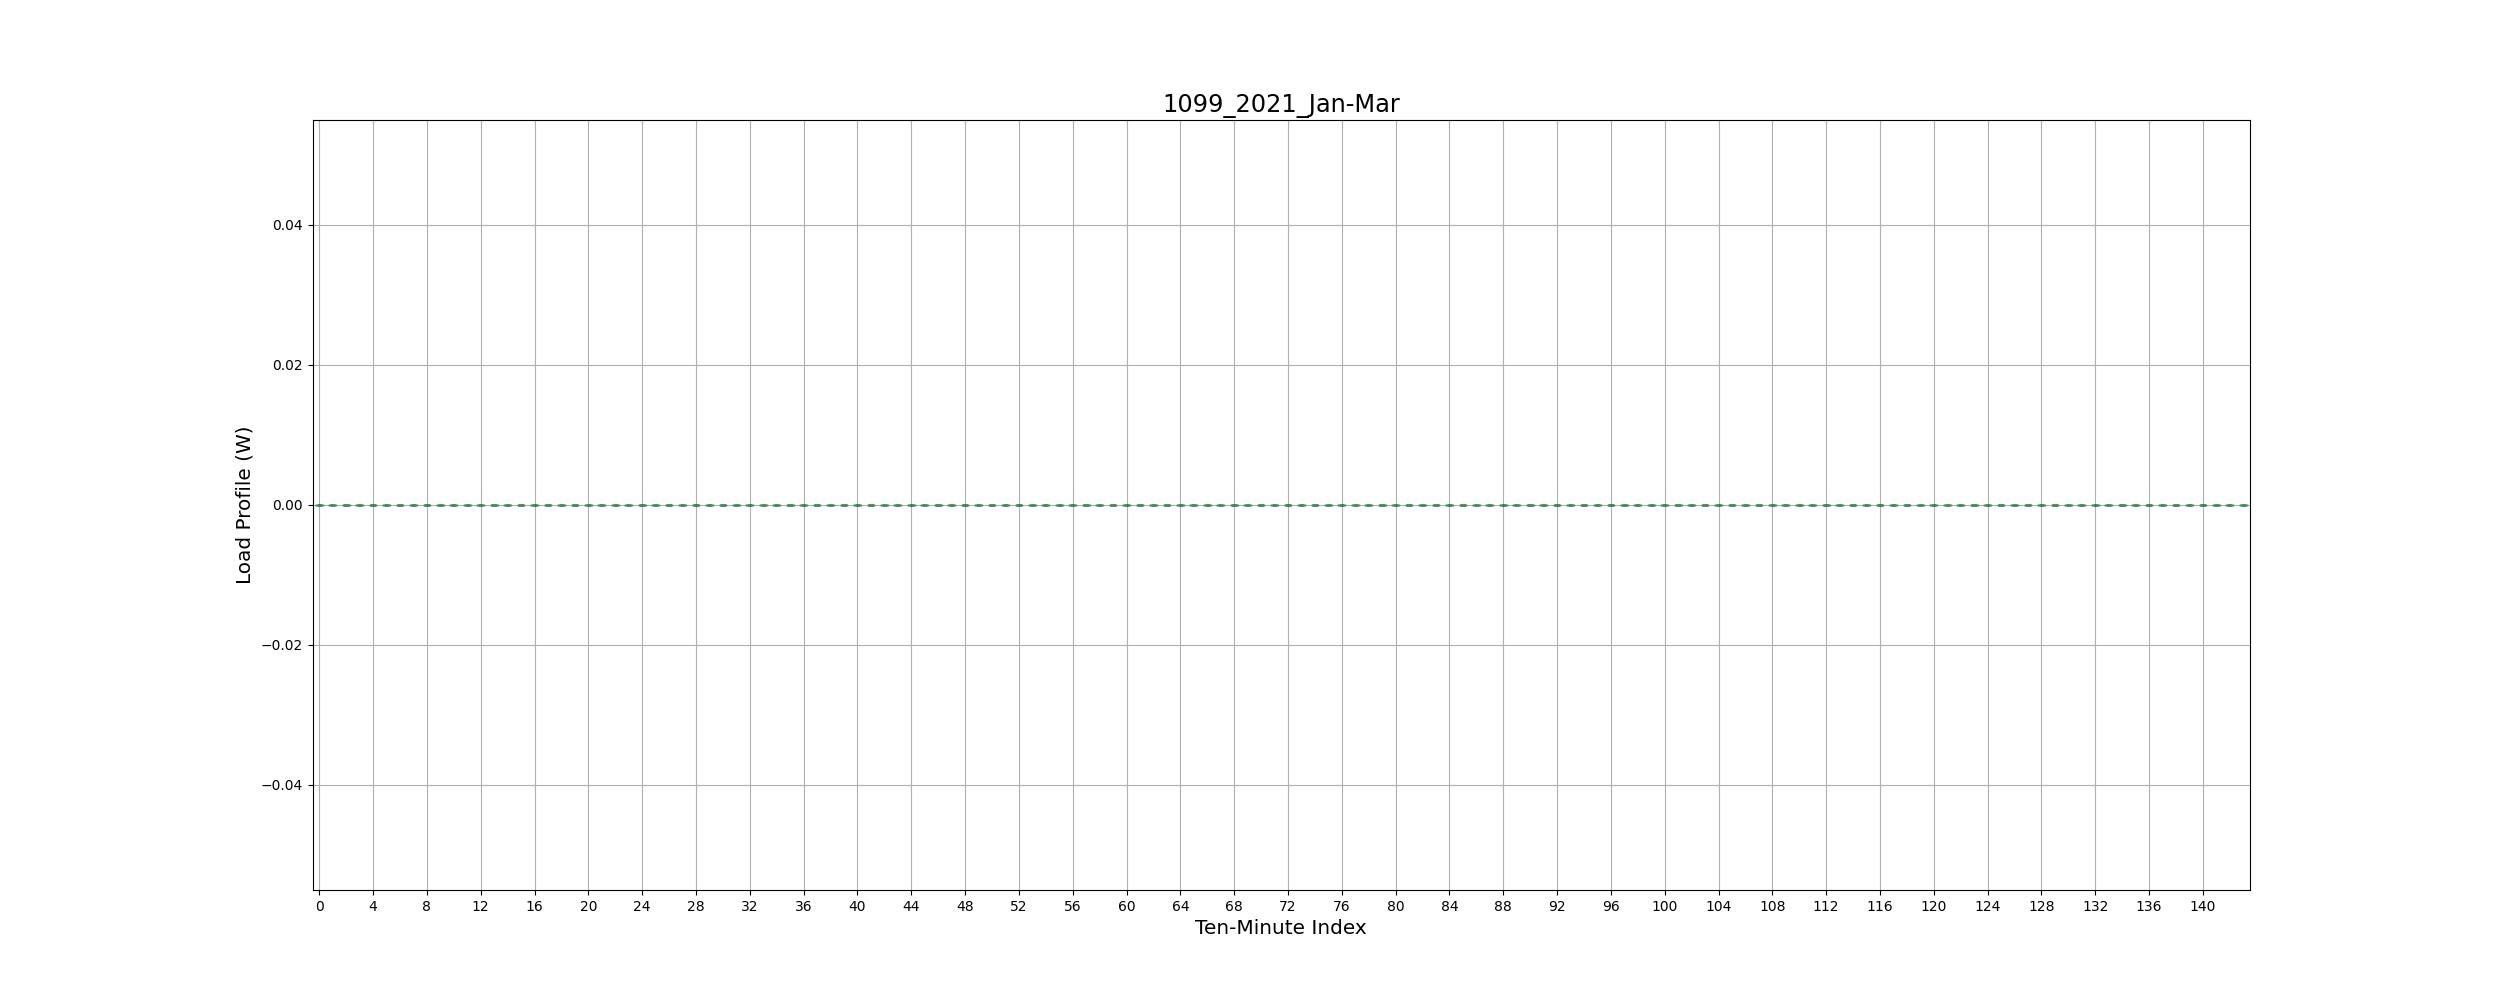 1099_2021_Jan-Mar
Load Profile (W)
0.04
0.02
0.00
−0.02
−0.04
0 4 8 12 16 20 24 28 32 36 40 44 48 52 56 60 64 68 72 76 80 84 88 92 96 100 104 108 112 116 120 124 128 132 136 140
Ten-Minute Index